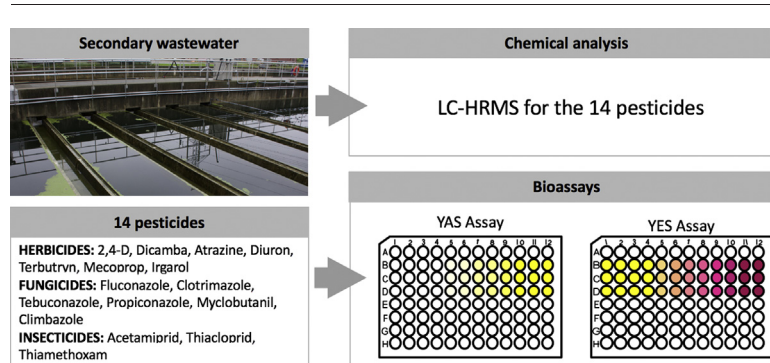 Secondary wastewater
Chemical analysis
LC-HRMS for the 14 pesticides
14 pesticides
HERBICIDES: 2,4-D, Dicamba, Atrazine, Diuron,
Terbutryn, Mecoprop, Irgarol
FUNGICIDES: Fluconazole, Clotrimazole,
Tebuconazole, Propiconazole, Myclobutanil,
Climbazole
INSECTICIDES: Acetamiprid, Thiacloprid,
Thiamethoxam
Bioassays
YAS Assay
1 2 3 4 5 6 7 8 9 10 11 12
A
B
C
D
E
F
G
H
YES Assay
1 2 3 4 5 6 7 8 9 10 11 12
A
B
C
D
E
F
G
H